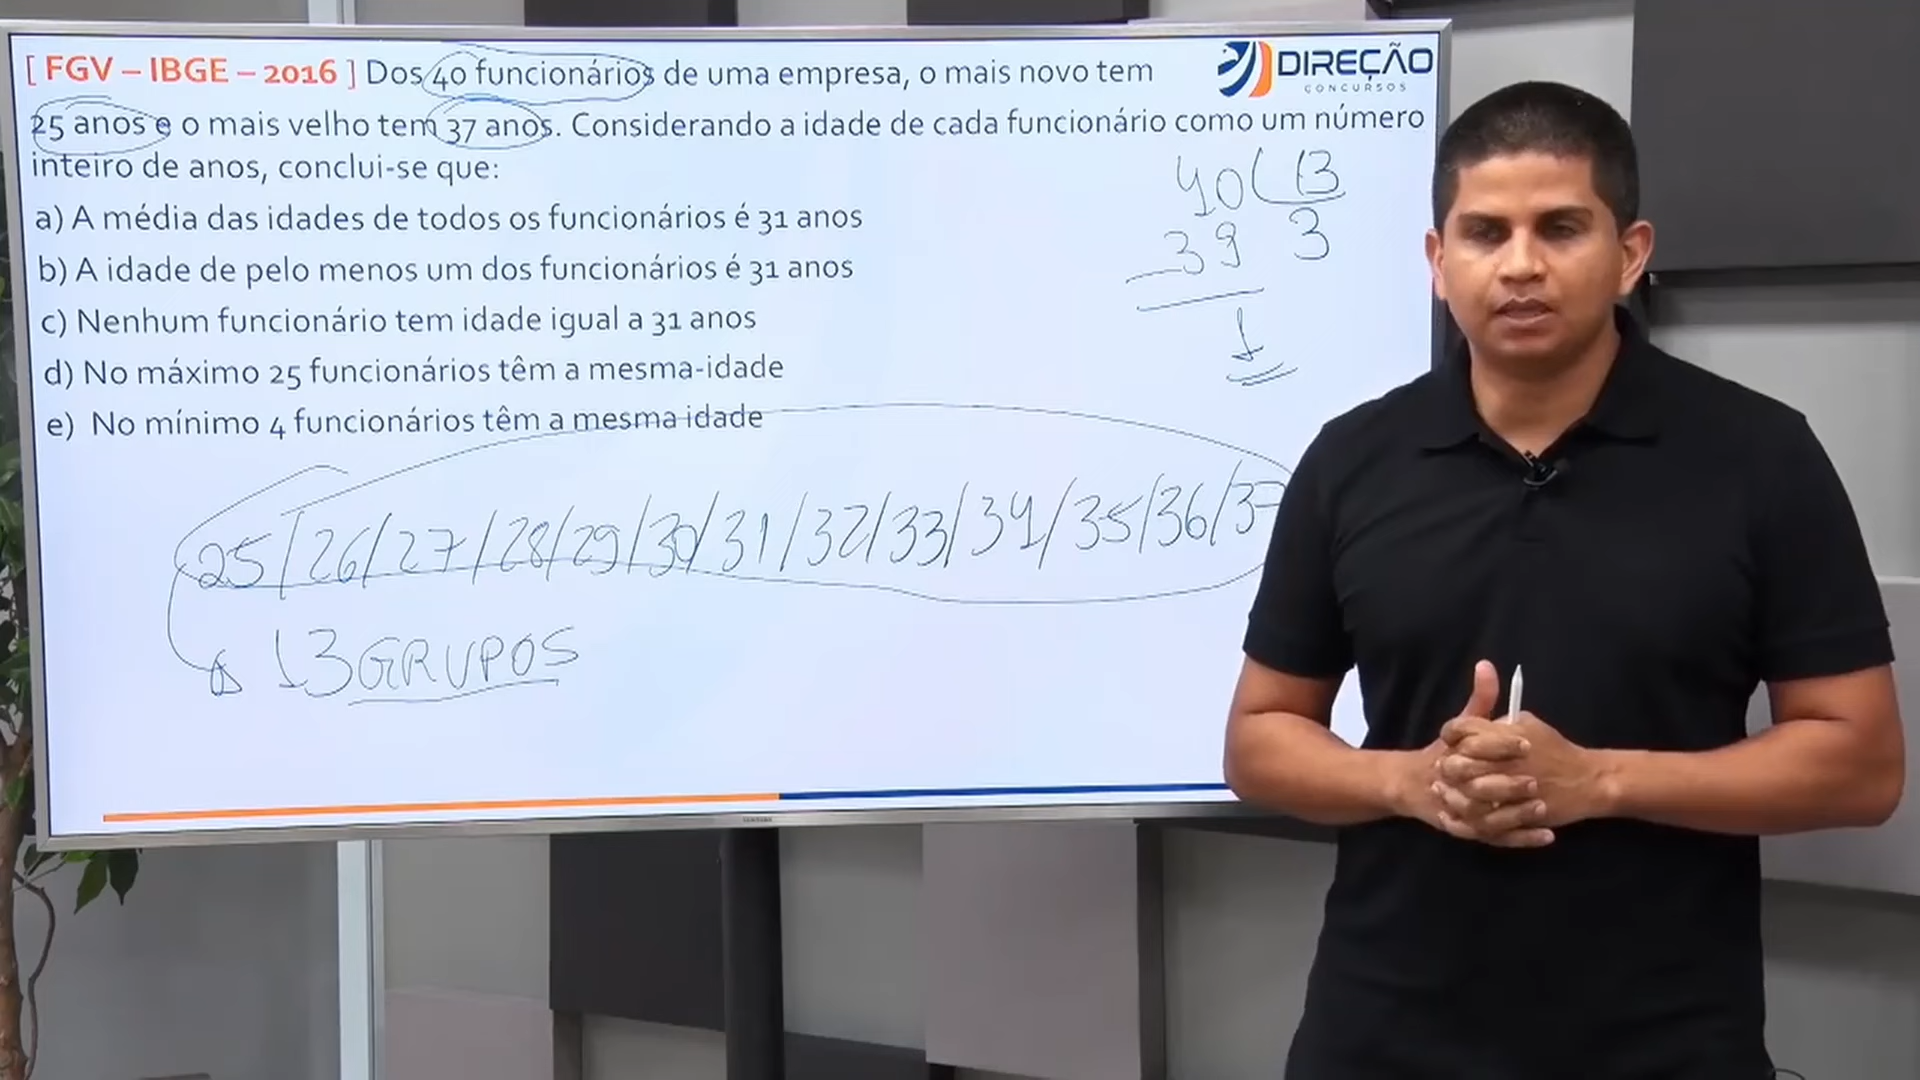 [ FGV – IBGE – 2016 ] Dos 40 funcionários de uma empresa, o mais novo tem
DIREÇÃO
CONCURSOS
25 anos e o mais velho tem 37 anos. Considerando a idade de cada funcionário como um número
inteiro de anos, conclui-se que:
a) A média das idades de todos os funcionários é 31 anos
b) A idade de pelo menos um dos funcionários é 31 anos
c) Nenhum funcionário tem idade igual a 31 anos
d) No máximo 25 funcionários têm a mesma-idade
e) No mínimo 4 funcionários têm a mesma idade
40 13
39 3
1
25/26/27/28/29/30/31/32/33/34/35/36/37
13 GRUPOS